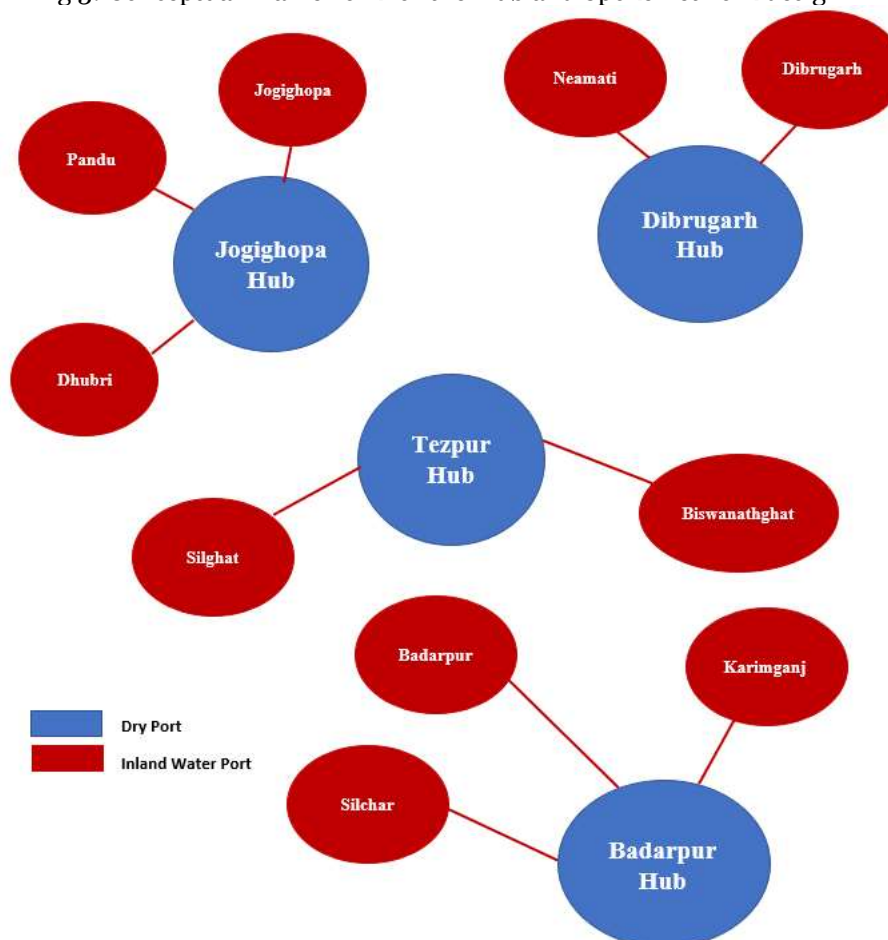 Jogighopa
Neamati
Dibrugarh
Pandu
Jogighopa
Hub
Dibrugarh
Hub
Dhubri
Tezpur
Hub
Biswanathghat
Silghat
Badarpur
Karimganj
Dry Port
Inland Water Port
Silchar
Badarpur
Hub